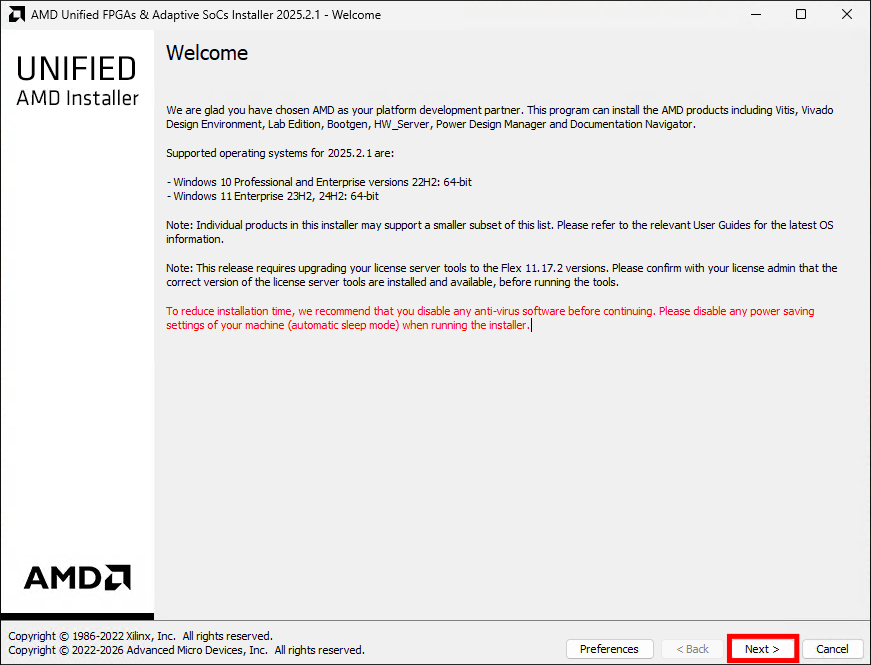 AMD Unified FPGAs & Adaptive SoCs Installer 2025.2.1 - Welcome
UNIFIED
AMD Installer
Welcome
We are glad you have chosen AMD as your platform development partner. This program can install the AMD products including Vitis, Vivado
Design Environment, Lab Edition, Bootgen, HW_Server, Power Design Manager and Documentation Navigator.
Supported operating systems for 2025.2.1 are:
- Windows 10 Professional and Enterprise versions 22H2: 64-bit
- Windows 11 Enterprise 23H2, 24H2: 64-bit
Note: Individual products in this installer may support a smaller subset of this list. Please refer to the relevant User Guides for the latest OS
information.
Note: This release requires upgrading your license server tools to the Flex 11.17.2 versions. Please confirm with your license admin that the
correct version of the license server tools are installed and available, before running the tools.
To reduce installation time, we recommend that you disable any anti-virus software before continuing. Please disable any power saving
settings of your machine (automatic sleep mode) when running the installer.
AMD
Copyright © 1986-2022 Xilinx, Inc. All rights reserved.
Copyright © 2022-2026 Advanced Micro Devices, Inc. All rights reserved.
Preferences
< Back
Next >
Cancel